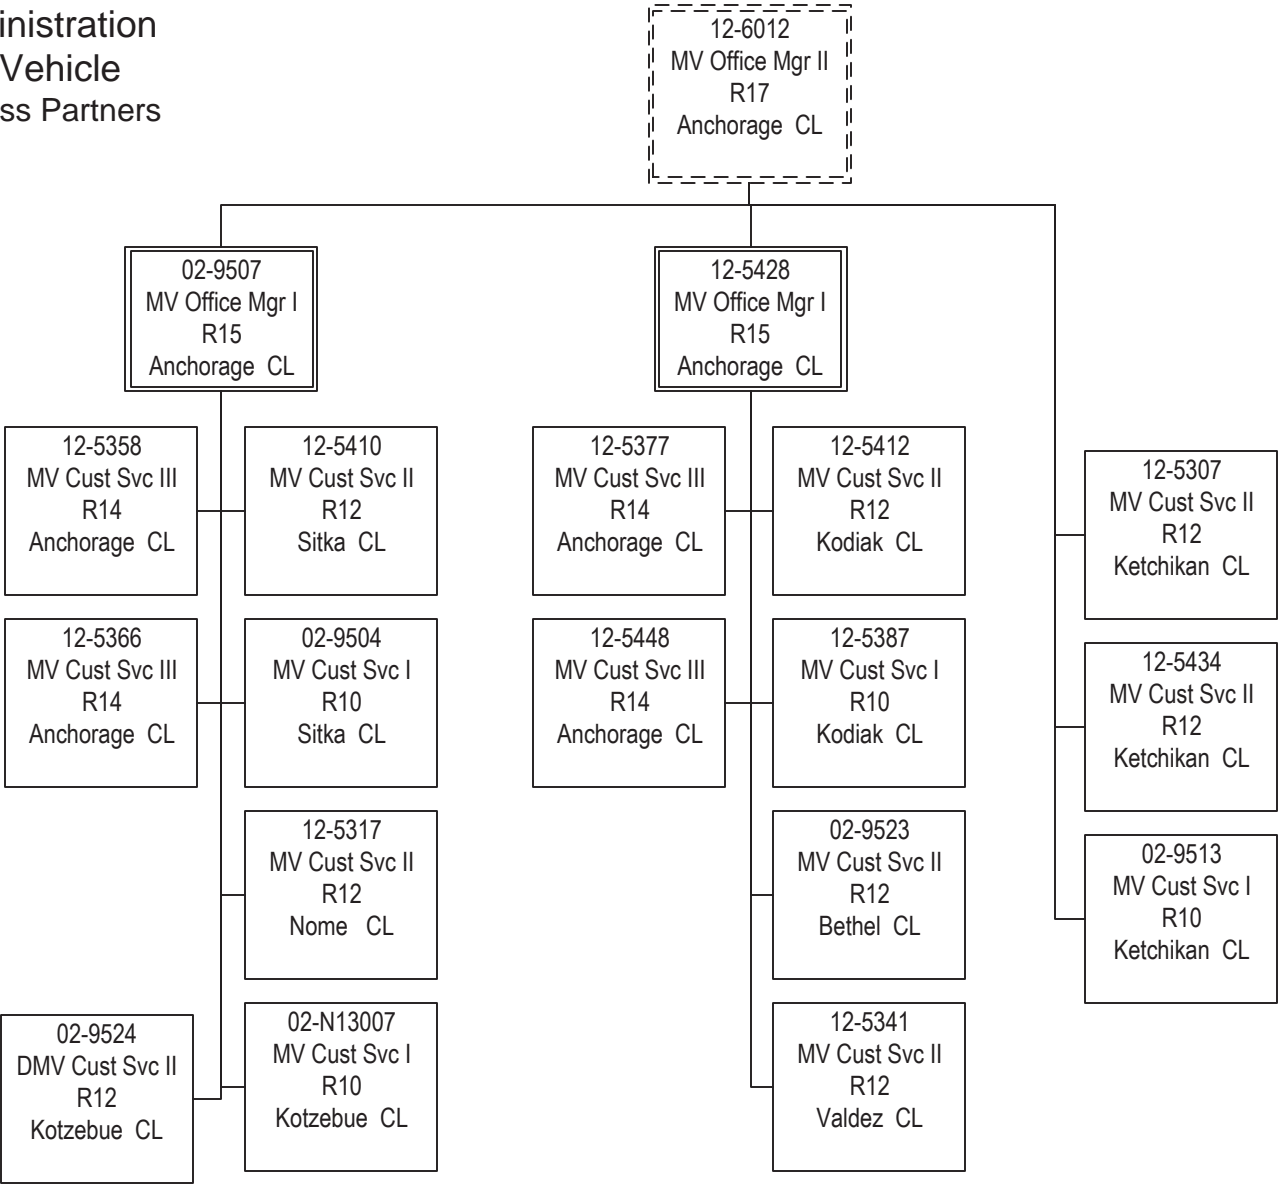 inistration
Vehicle
ss Partners
12-6012
MV Office Mgr II
R17
Anchorage CL
02-9507
MV Office Mgr I
R15
Anchorage CL
12-5428
MV Office Mgr I
R15
Anchorage CL
12-5358
MV Cust Svc III
R14
Anchorage CL
12-5410
MV Cust Svc II
R12
Sitka CL
12-5377
MV Cust Svc III
R14
Anchorage CL
12-5412
MV Cust Svc II
R12
Kodiak CL
12-5307
MV Cust Svc II
R12
Ketchikan CL
12-5366
MV Cust Svc III
R14
Anchorage CL
02-9504
MV Cust Svc I
R10
Sitka CL
12-5448
MV Cust Svc III
R14
Anchorage CL
12-5387
MV Cust Svc I
R10
Kodiak CL
12-5434
MV Cust Svc II
R12
Ketchikan CL
12-5317
MV Cust Svc II
R12
Nome CL
02-9523
MV Cust Svc II
R12
Bethel CL
02-9513
MV Cust Svc I
R10
Ketchikan CL
02-9524
DMV Cust Svc II
R12
Kotzebue CL
02-N13007
MV Cust Svc I
R10
Kotzebue CL
12-5341
MV Cust Svc II
R12
Valdez CL